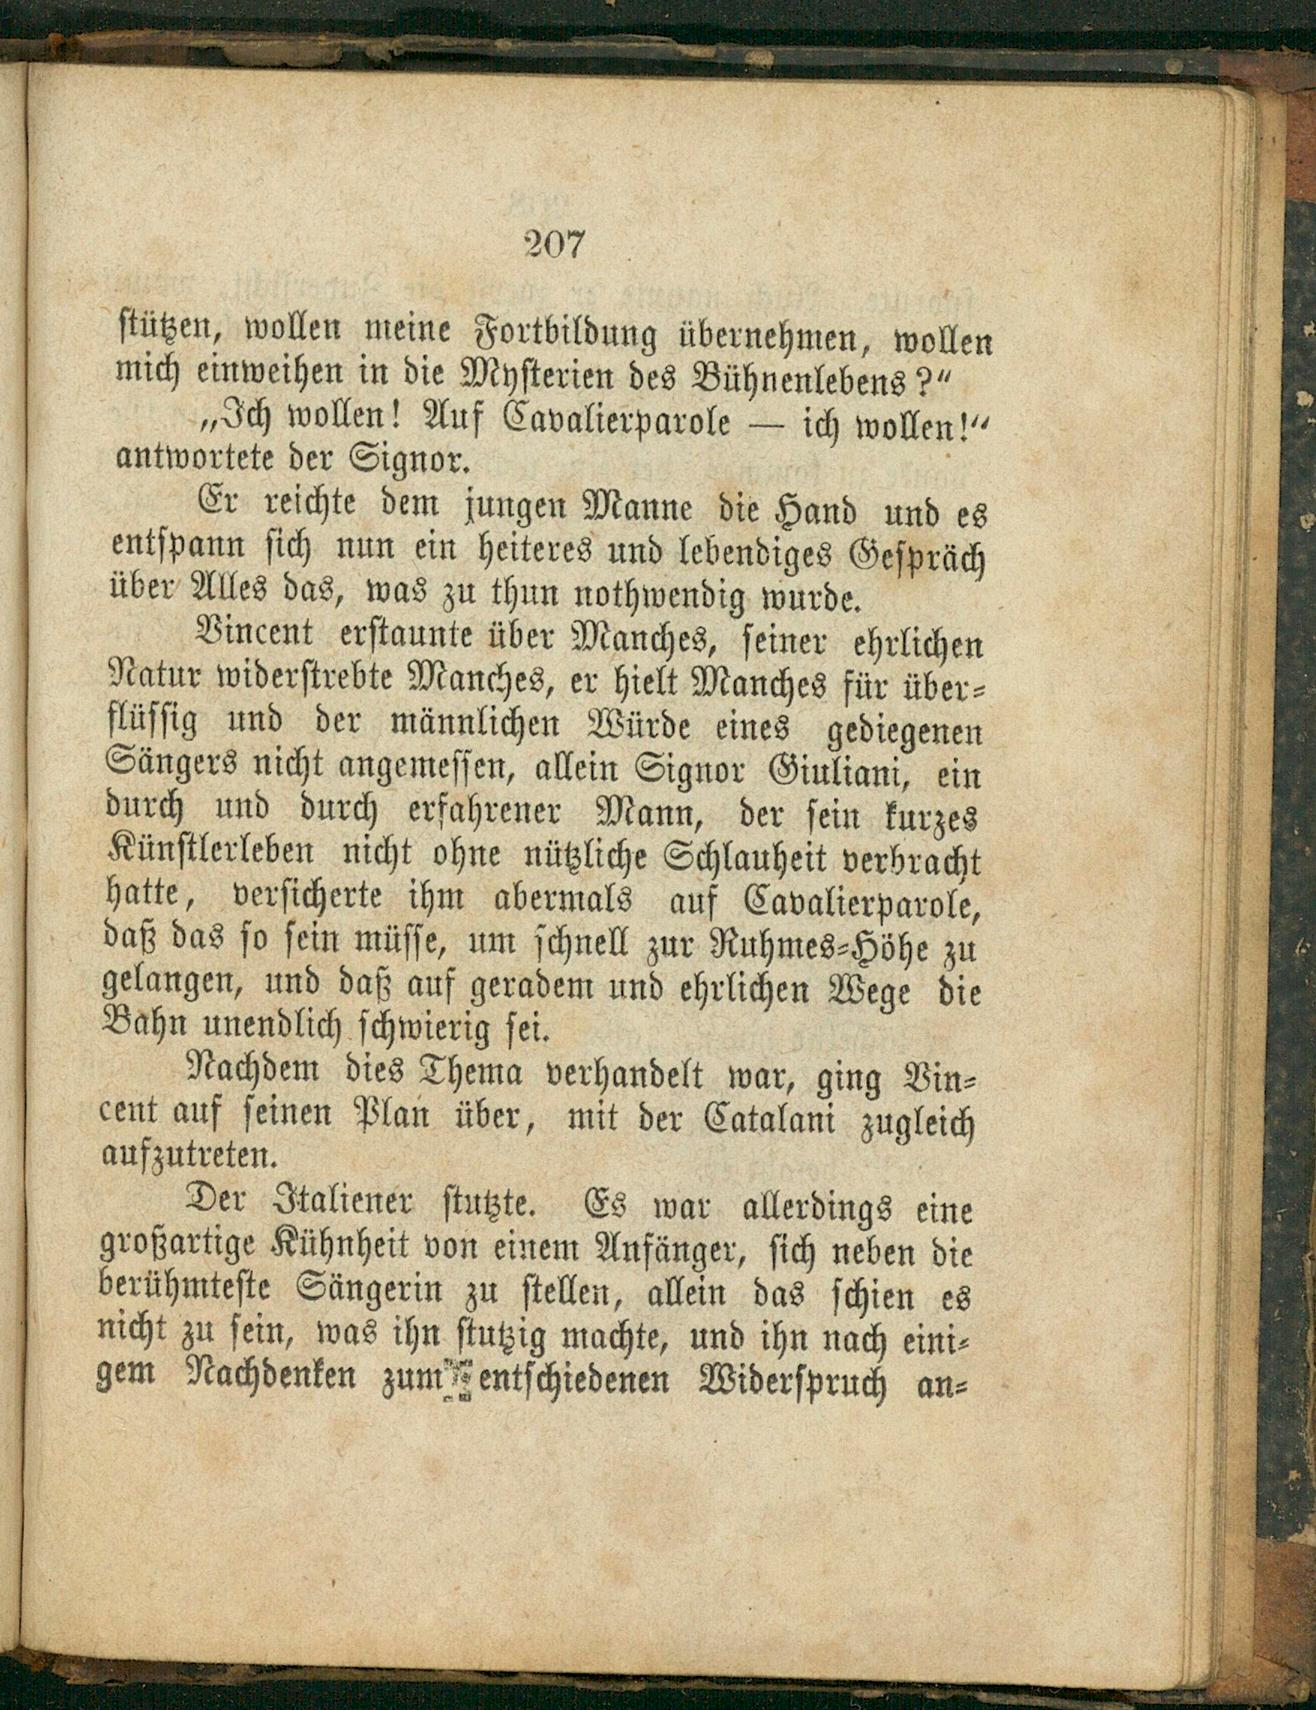 207
stützen, wollen meine Fortbildung übernehmen, wollen
mich einweihen in die Mysterien des Bühnenlebens?“
„Ich wollen! Auf Cavalierparole — ich wollen!“
antwortete der Signor.
Er reichte dem jungen Manne die Hand und es
entspann sich nun ein heiteres und lebendiges Gespräch
über Alles das, was zu thun nothwendig wurde.
Vincent erstaunte über Manches, seiner ehrlichen
Natur widerstrebte Manches, er hielt Manches für über-
flüssig und der männlichen Würde eines gediegenen
Sängers nicht angemessen, allein Signor Giuliani, ein
durch und durch erfahrener Mann, der sein kurzes
Künstlerleben nicht ohne nützliche Schlauheit verbracht
hatte, versicherte ihm abermals auf Cavalierparole,
daß das so sein müsse, um schnell zur Ruhmes-Höhe zu
gelangen, und daß auf geradem und ehrlichen Wege die
Bahn unendlich schwierig sei.
Nachdem dies Thema verhandelt war, ging Vin-
cent auf seinen Plan über, mit der Catalani zugleich
aufzutreten.
Der Italiener stutzte. Es war allerdings eine
großartige Kühnheit von einem Anfänger, sich neben die
berühmteste Sängerin zu stellen, allein das schien es
nicht zu sein, was ihn stutzig machte, und ihn nach eini-
gem Nachdenken zum entschiedenen Widerspruch an-